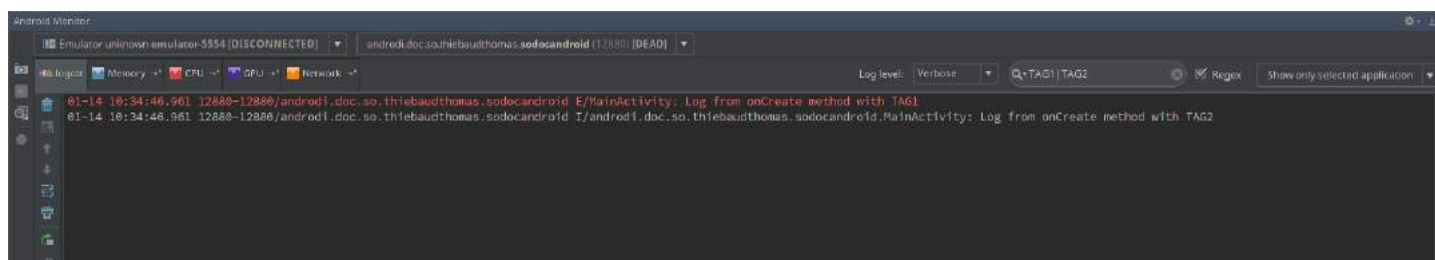 Android Monitor
Emulator unknown emulator-5554 [DISCONNECTED] androdi.doc.so.thiebaudthomas.sodocandroid (12880) [DEAD]
logcat Memory CPU GPU Network Log level: Verbose TAG1|TAG2 Regex Show only selected application
01-14 10:34:46.961 12880-12880/androdi.doc.so.thiebaudthomas.sodocandroid E/MainActivity: Log from onCreate method with TAG1
01-14 10:34:46.961 12880-12880/androdi.doc.so.thiebaudthomas.sodocandroid I/androdi.doc.so.thiebaudthomas.sodocandroid.MainActivity: Log from onCreate method with TAG2